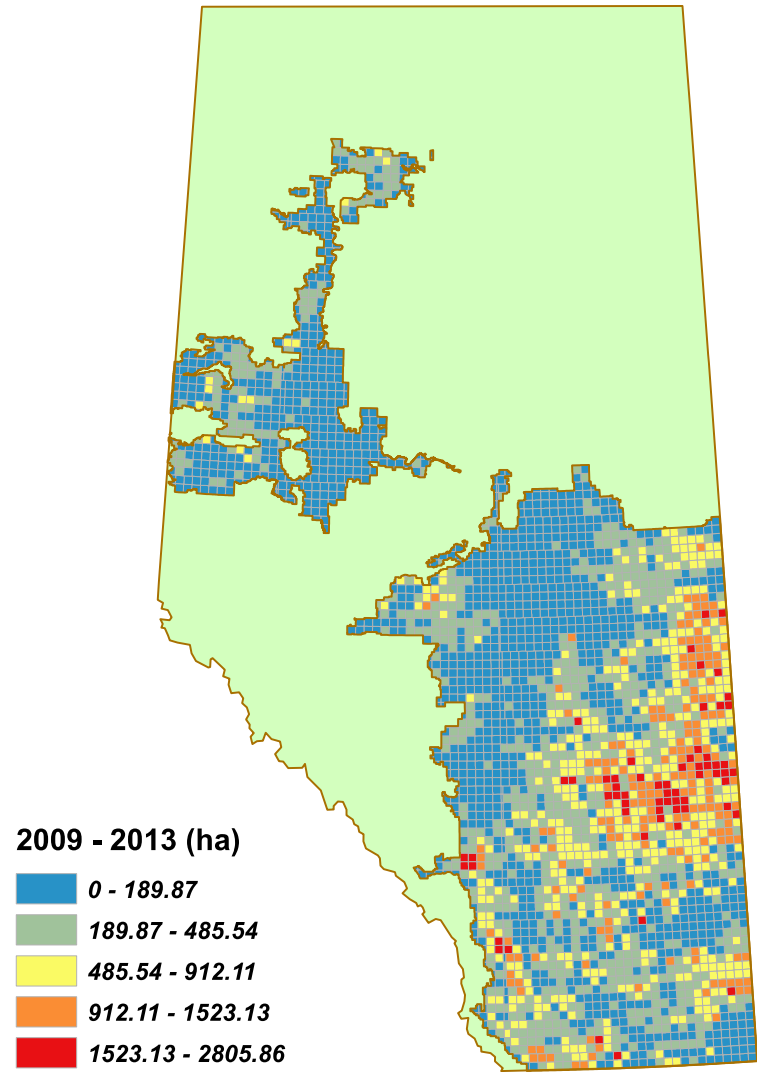 2009 - 2013 (ha)
0 - 189.87
189.87 - 485.54
485.54 - 912.11
912.11 - 1523.13
1523.13 - 2805.86